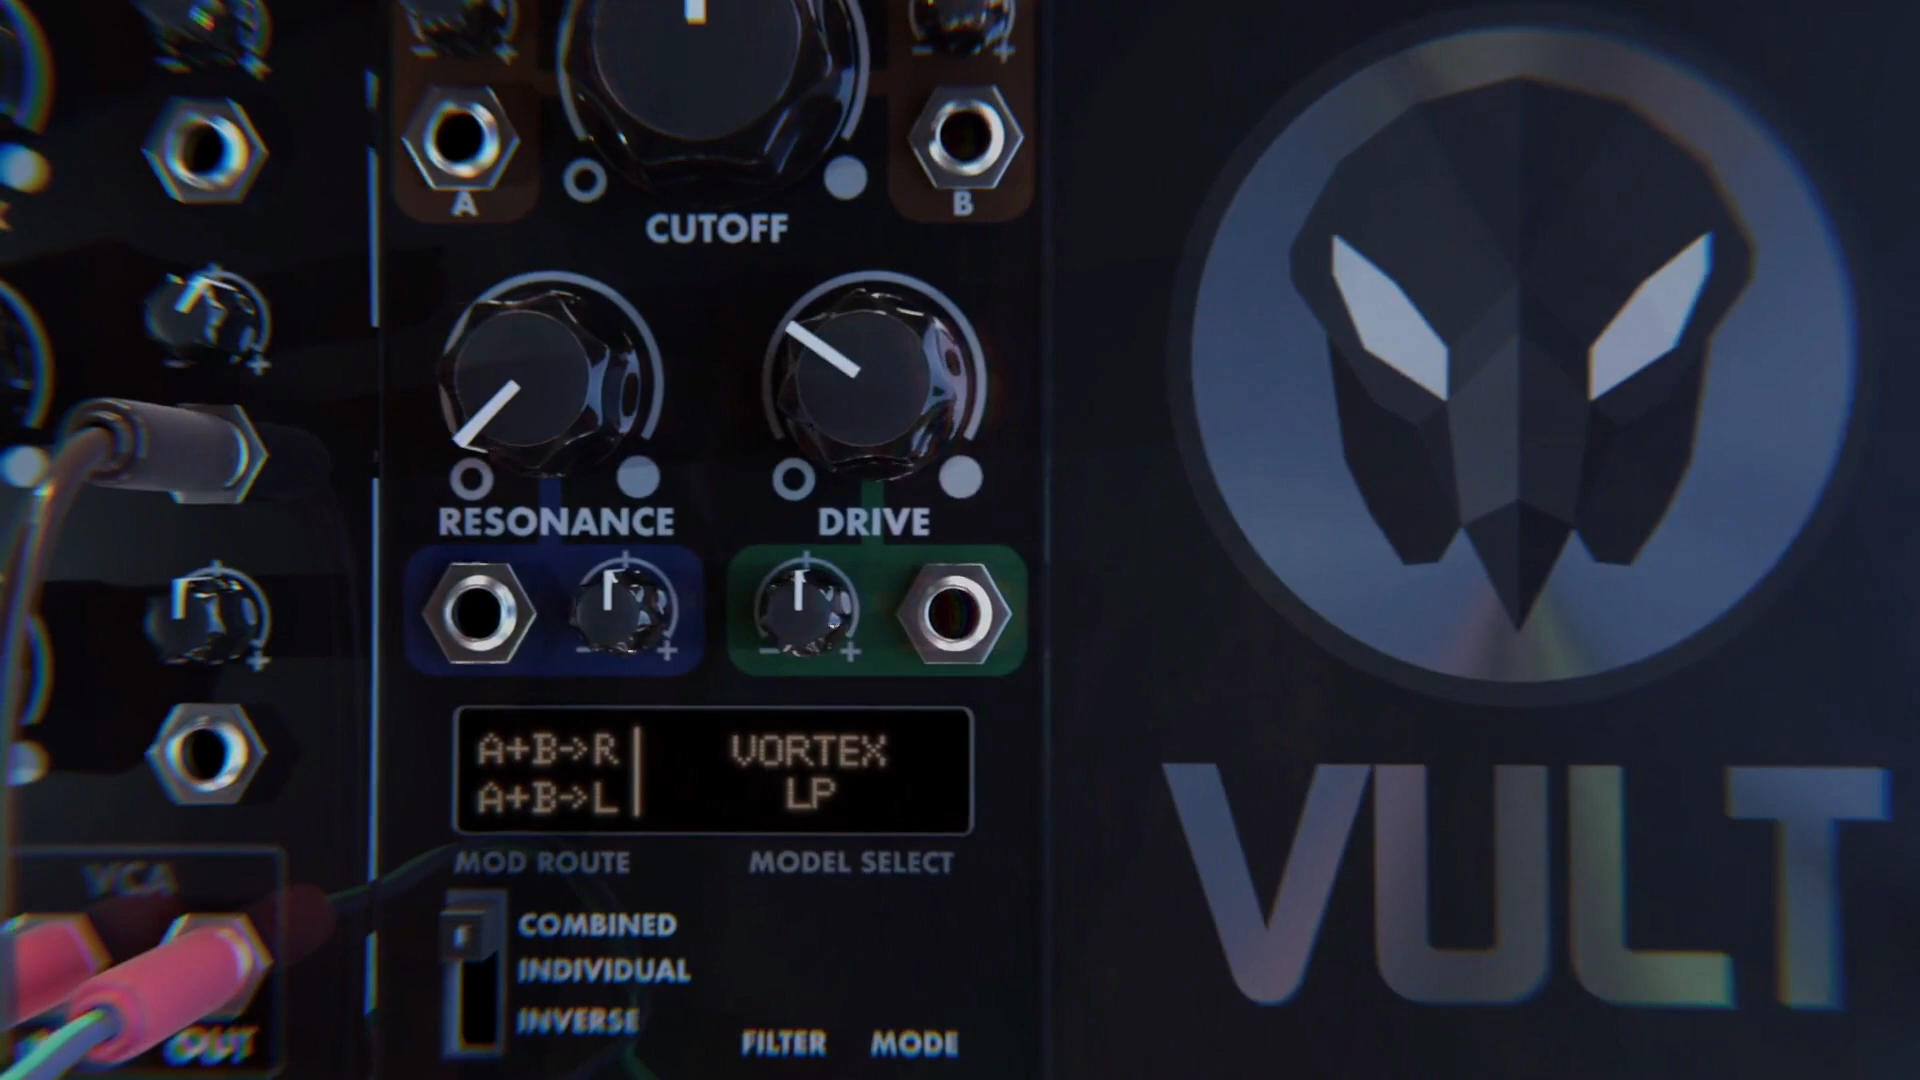 A
B
CUTOFF
RESONANCE
DRIVE
A+B->R
A+B->L
VORTEX
LP
MOD ROUTE
MODEL SELECT
COMBINED
INDIVIDUAL
INVERSE
FILTER
MODE
VCA
OUT
VULT